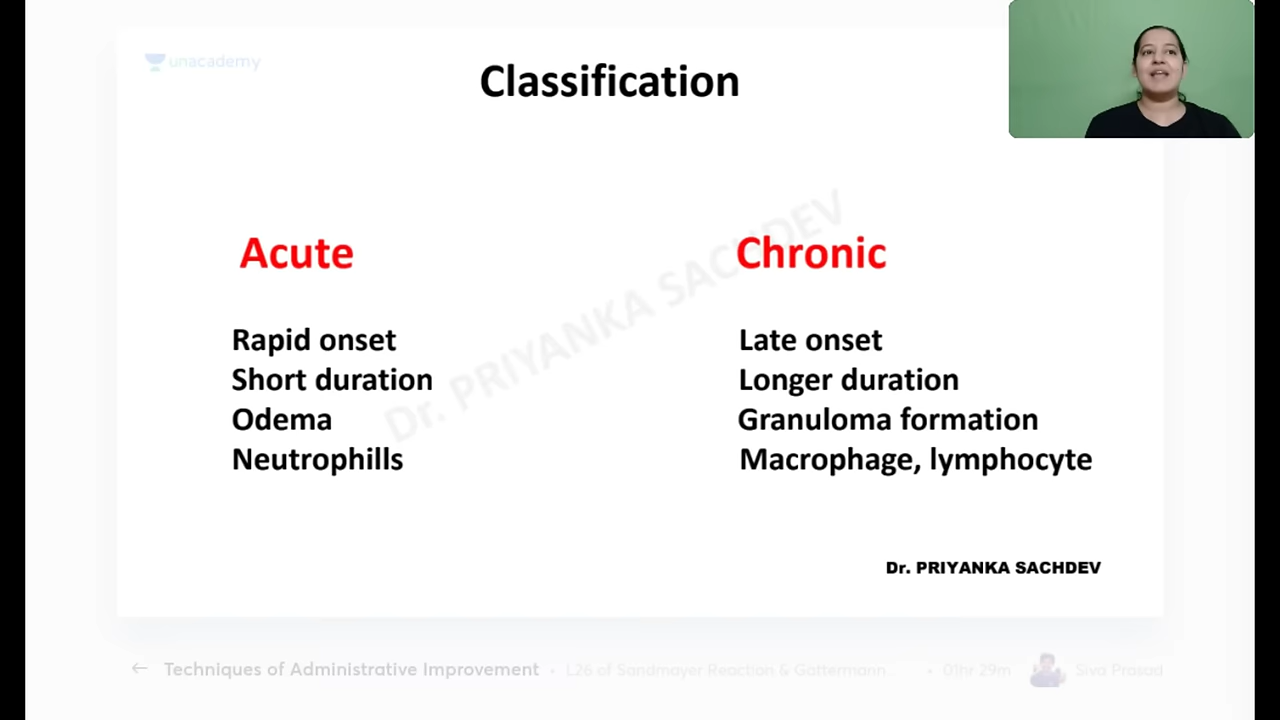 unacademy
Classification
Acute
Chronic
Rapid onset
Short duration
Odema
Neutrophills
Late onset
Longer duration
Granuloma formation
Macrophage, lymphocyte
Dr. PRIYANKA SACHDEV
Dr. PRIYANKA SACHDEV
← Techniques of Administrative Improvement • L26 of Sandmayer Reaction & Gattermann... • 01hr 29m Siva Prasad